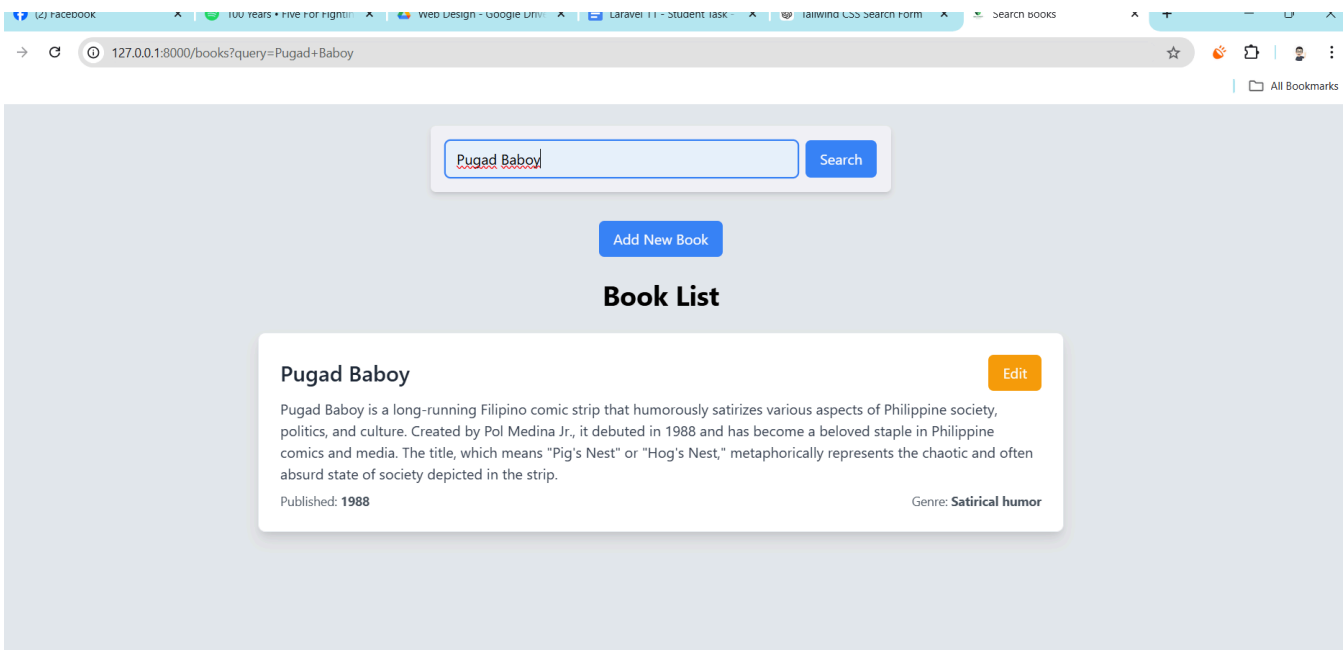 (2) Facebook
100 Years • Five For Fightin
Web Design - Google Drive
Laravel 11 - Student Task -
Tailwind CSS Search Form
Search Books
127.0.0.1:8000/books?query=Pugad+Baboy
All Bookmarks
Pugad Baboy
Search
Add New Book
Book List
Pugad Baboy
Edit
Pugad Baboy is a long-running Filipino comic strip that humorously satirizes various aspects of Philippine society,
politics, and culture. Created by Pol Medina Jr., it debuted in 1988 and has become a beloved staple in Philippine
comics and media. The title, which means "Pig's Nest" or "Hog's Nest," metaphorically represents the chaotic and often
absurd state of society depicted in the strip.
Published: 1988
Genre: Satirical humor